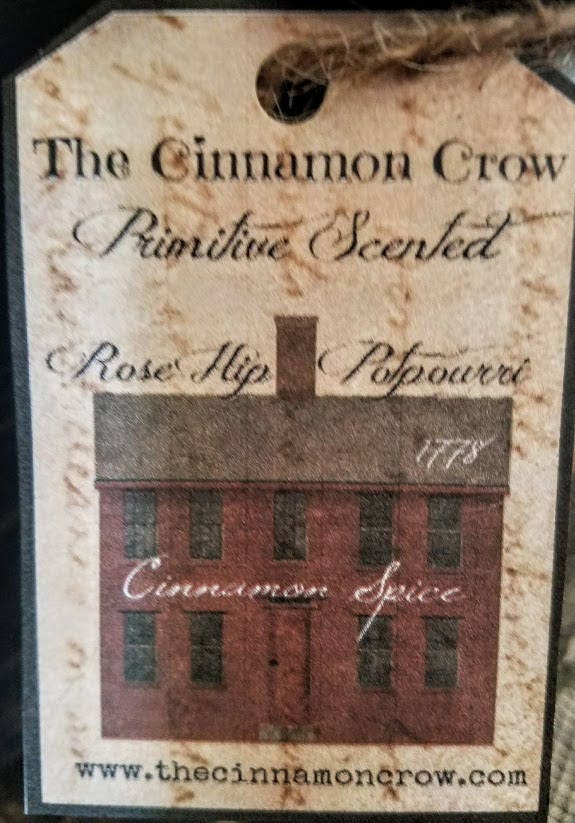 The Cinnamon Crow
Primitive Scented
Rose Hip Potpourri
1778
Cinnamon Spice
www.thecinnamoncrow.com